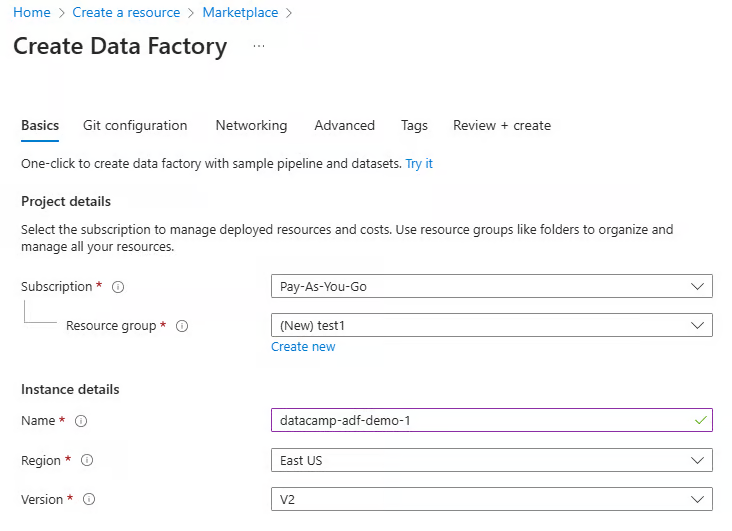 Home > Create a resource > Marketplace >
Create Data Factory ...
Basics Git configuration Networking Advanced Tags Review + create
One-click to create data factory with sample pipeline and datasets. Try it
Project details
Select the subscription to manage deployed resources and costs. Use resource groups like folders to organize and
manage all your resources.
Subscription * Pay-As-You-Go
Resource group * (New) test1
Create new
Instance details
Name * datacamp-adf-demo-1
Region * East US
Version * V2